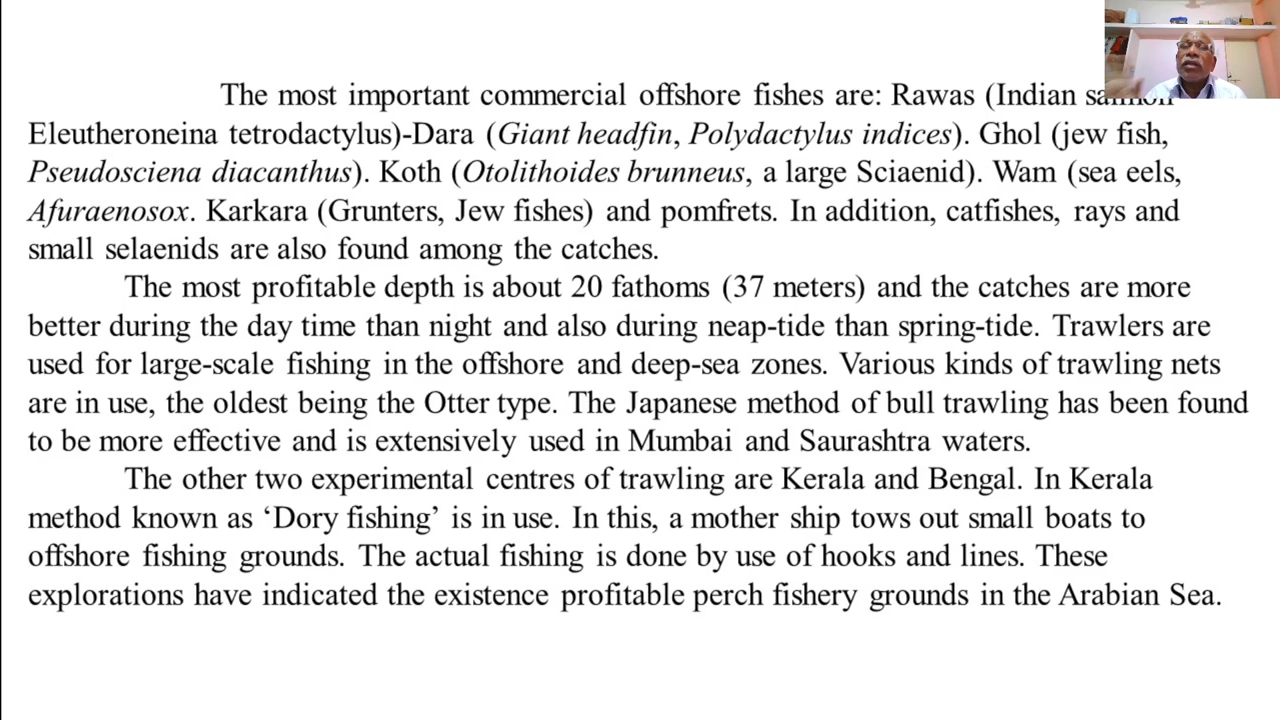 The most important commercial offshore fishes are: Rawas (Indian salmon
Eleutheroneina tetrodactylus)-Dara (Giant headfin, Polydactylus indices). Ghol (jew fish,
Pseudosciena diacanthus). Koth (Otolithoides brunneus, a large Sciaenid). Wam (sea eels,
Afuraenosox. Karkara (Grunters, Jew fishes) and pomfrets. In addition, catfishes, rays and
small selaenids are also found among the catches.
The most profitable depth is about 20 fathoms (37 meters) and the catches are more
better during the day time than night and also during neap-tide than spring-tide. Trawlers are
used for large-scale fishing in the offshore and deep-sea zones. Various kinds of trawling nets
are in use, the oldest being the Otter type. The Japanese method of bull trawling has been found
to be more effective and is extensively used in Mumbai and Saurashtra waters.
The other two experimental centres of trawling are Kerala and Bengal. In Kerala
method known as ‘Dory fishing’ is in use. In this, a mother ship tows out small boats to
offshore fishing grounds. The actual fishing is done by use of hooks and lines. These
explorations have indicated the existence profitable perch fishery grounds in the Arabian Sea.